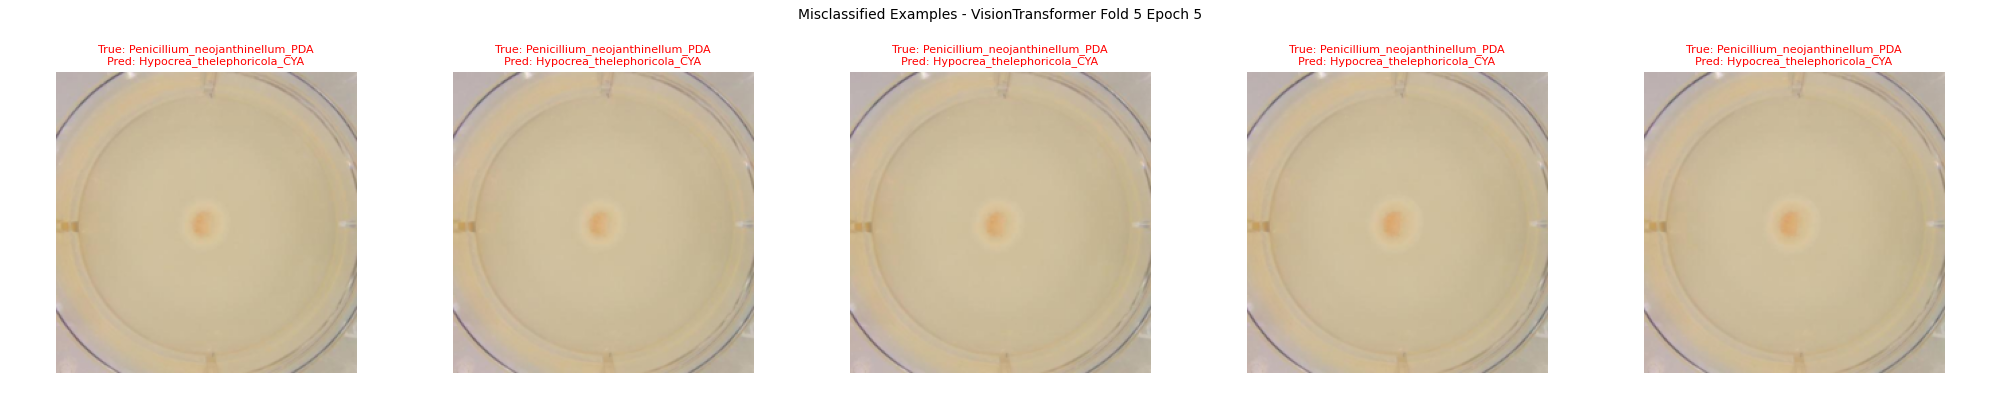 Misclassified Examples - VisionTransformer Fold 5 Epoch 5
True: Penicillium_neojanthinellum_PDA
Pred: Hypocrea_thelephoricola_CYA
True: Penicillium_neojanthinellum_PDA
Pred: Hypocrea_thelephoricola_CYA
True: Penicillium_neojanthinellum_PDA
Pred: Hypocrea_thelephoricola_CYA
True: Penicillium_neojanthinellum_PDA
Pred: Hypocrea_thelephoricola_CYA
True: Penicillium_neojanthinellum_PDA
Pred: Hypocrea_thelephoricola_CYA